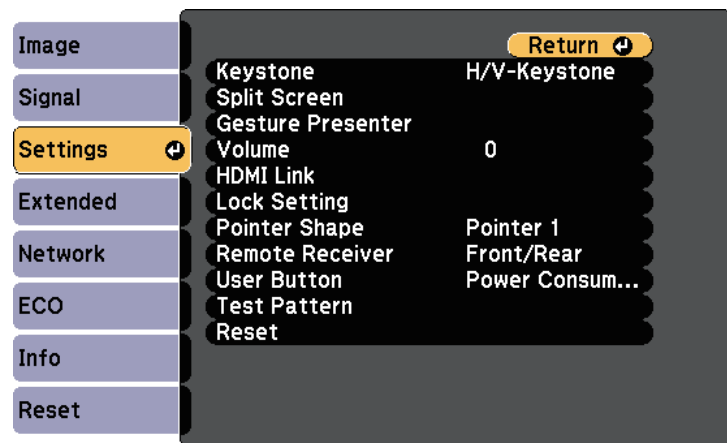 Image
Signal
Settings
Extended
Network
ECO
Info
Reset
Return
Keystone H/V-Keystone
Split Screen
Gesture Presenter
Volume 0
HDMI Link
Lock Setting
Pointer Shape Pointer 1
Remote Receiver Front/Rear
User Button Power Consum...
Test Pattern
Reset